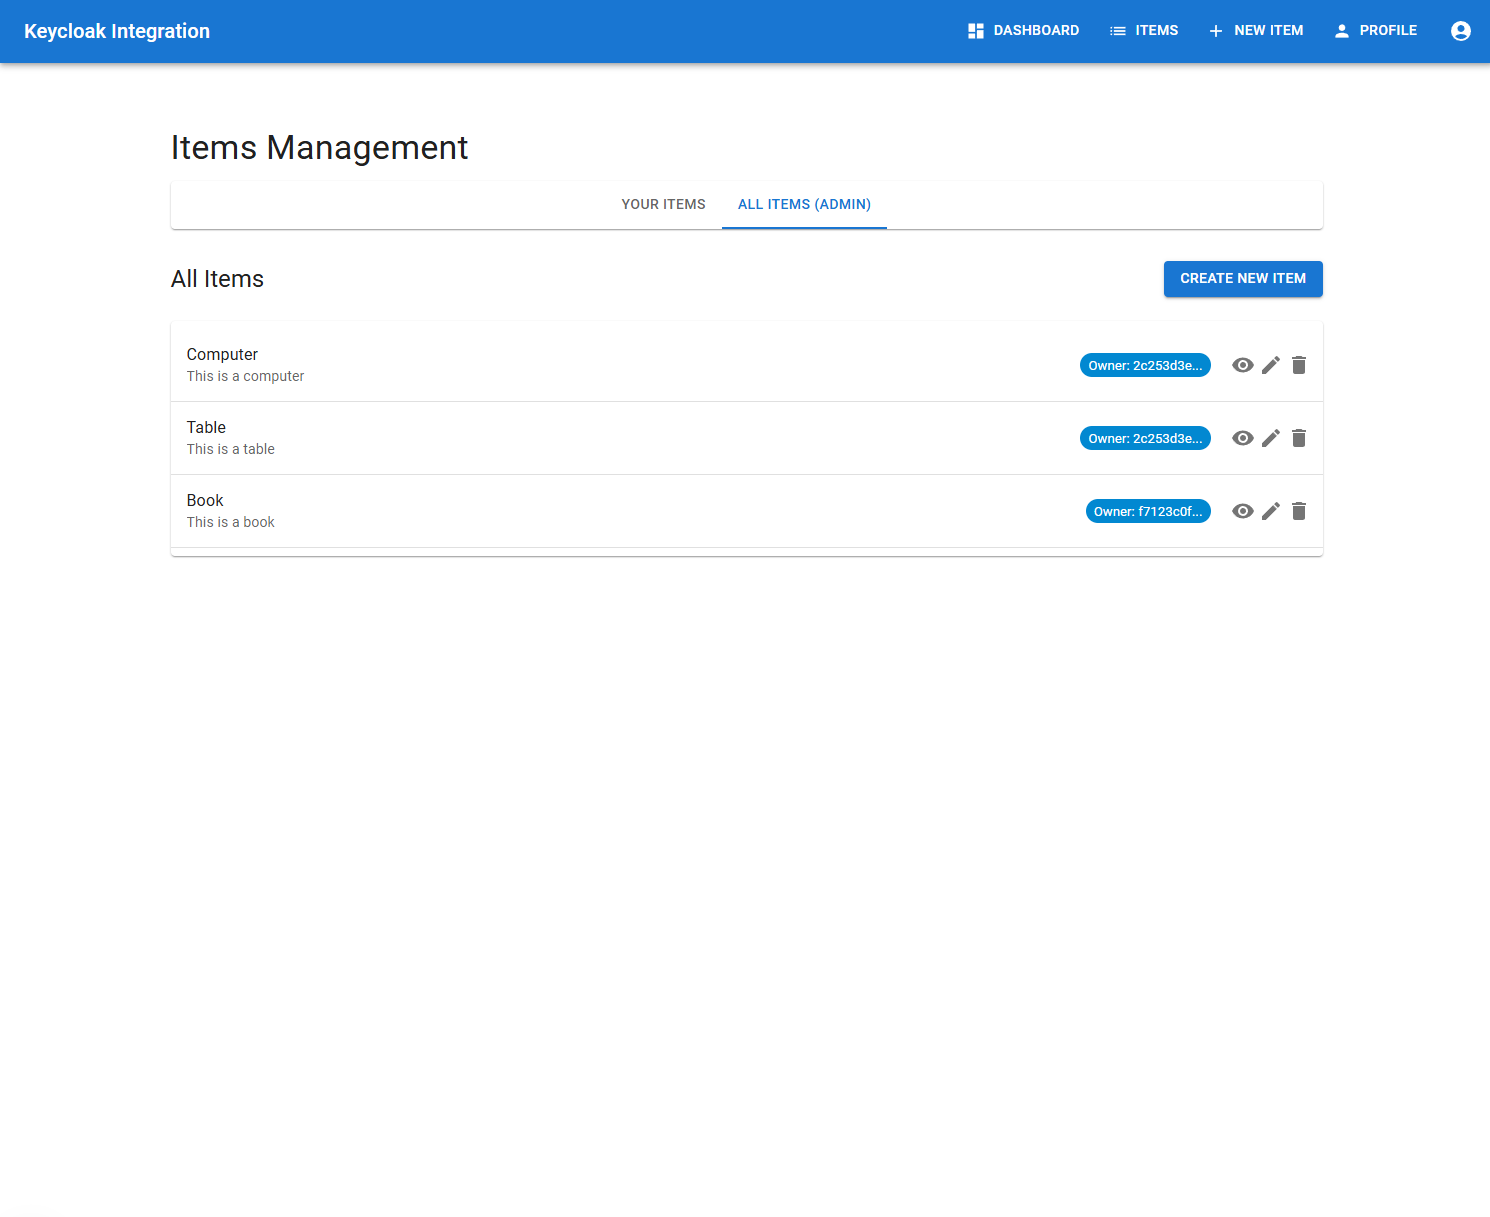 Keycloak Integration
DASHBOARD
ITEMS
NEW ITEM
PROFILE
Items Management
YOUR ITEMS
ALL ITEMS (ADMIN)
All Items
CREATE NEW ITEM
Computer
This is a computer
Owner: 2c253d3e...
Table
This is a table
Owner: 2c253d3e...
Book
This is a book
Owner: f7123c0f...